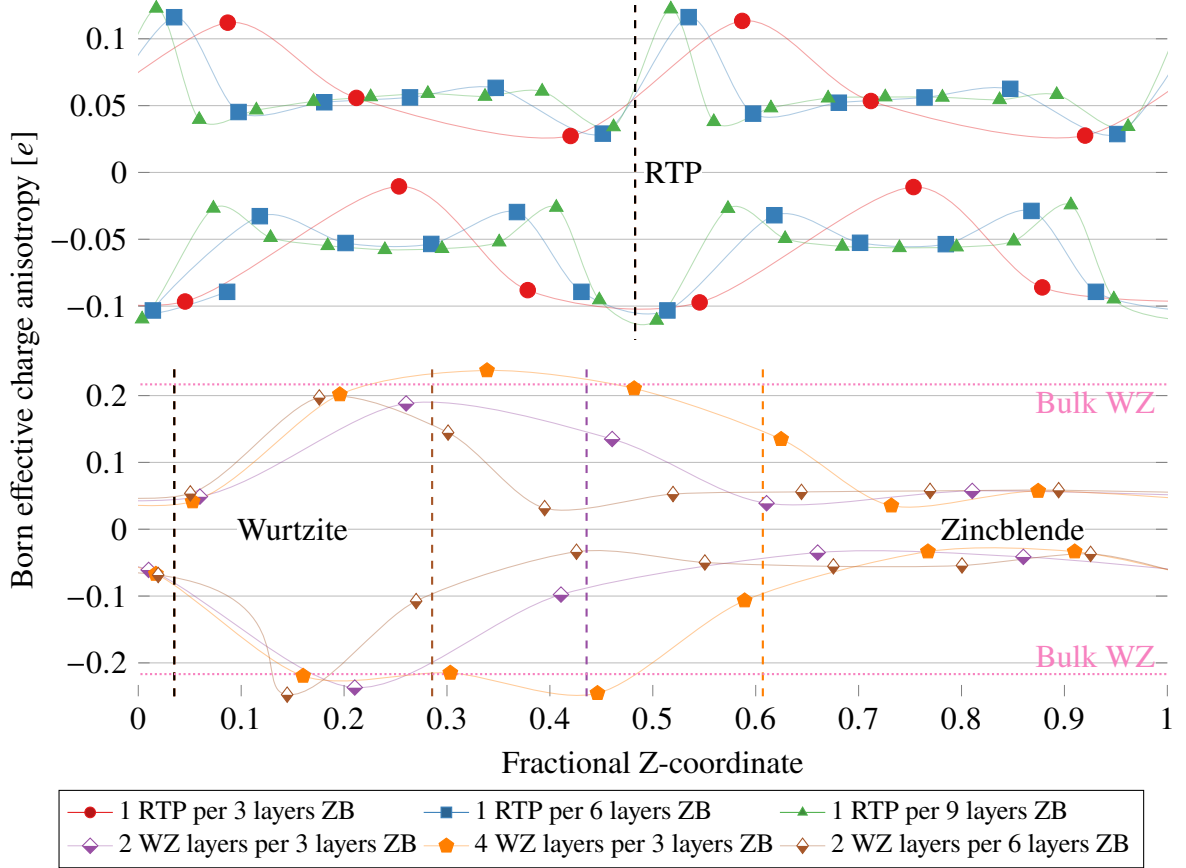 0.1
0.05
0
−0.05
−0.1
RTP
Born effective charge anisotropy [e]
0.2
0.1
0
−0.1
−0.2
Bulk WZ
Wurtzite
Zincblende
Bulk WZ
0 0.1 0.2 0.3 0.4 0.5 0.6 0.7 0.8 0.9 1
Fractional Z-coordinate
1 RTP per 3 layers ZB 1 RTP per 6 layers ZB 1 RTP per 9 layers ZB
2 WZ layers per 3 layers ZB 4 WZ layers per 3 layers ZB 2 WZ layers per 6 layers ZB